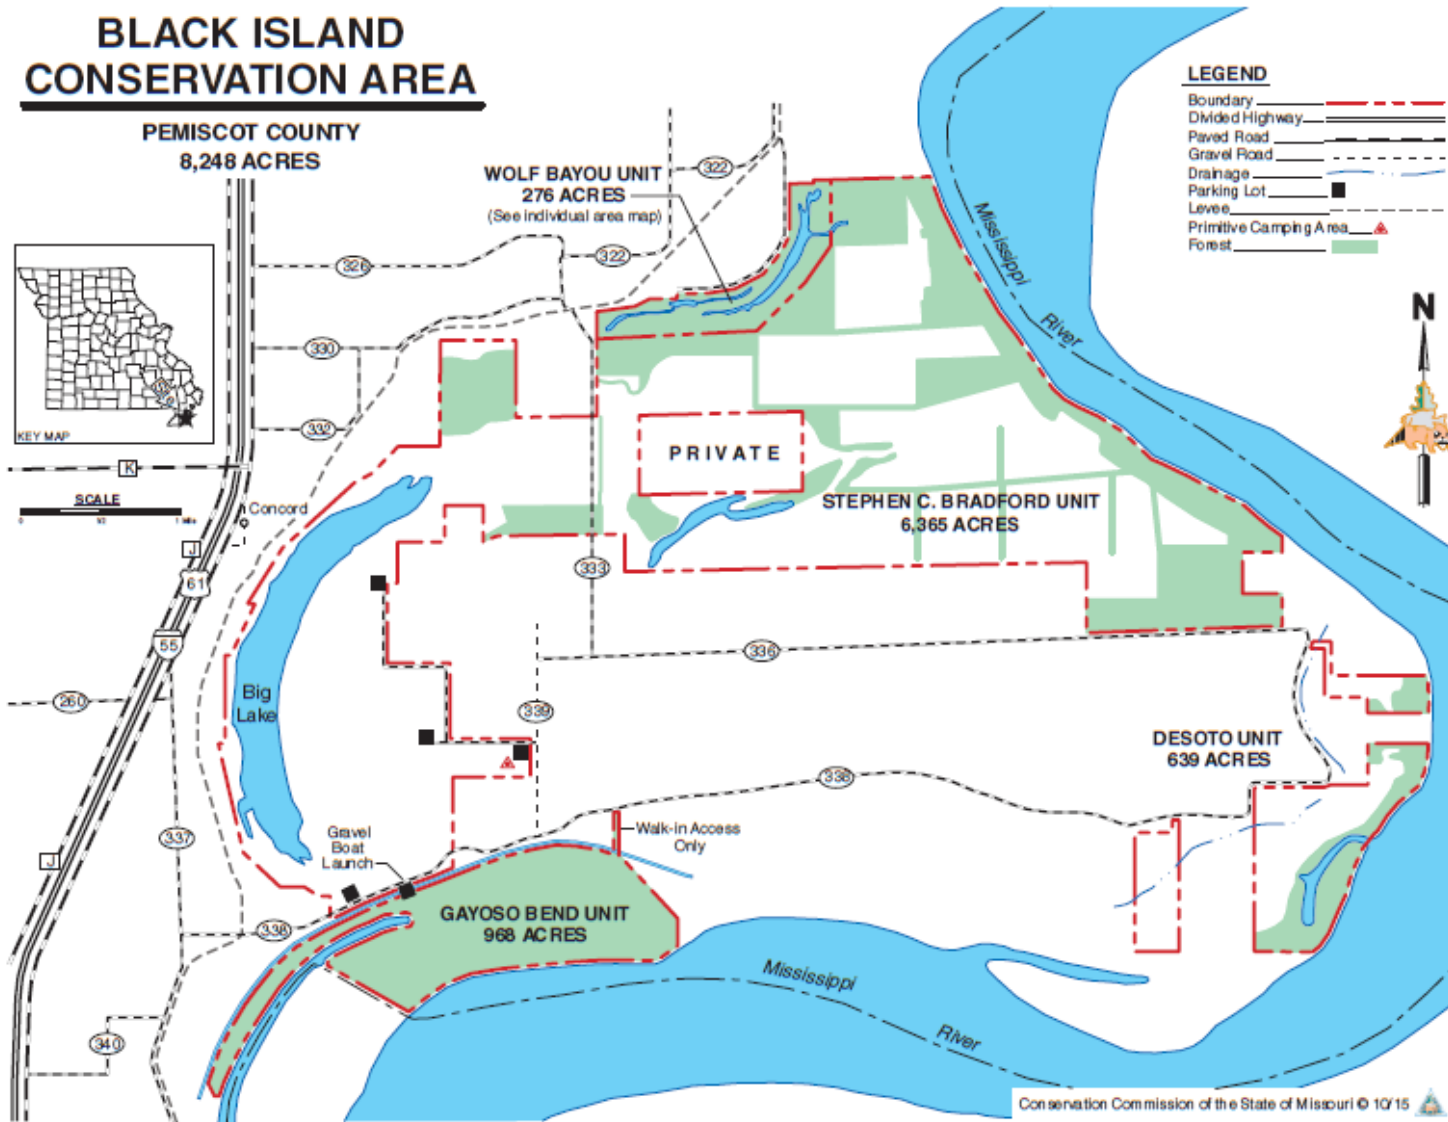 BLACK ISLAND
CONSERVATION AREA
PEMISCOT COUNTY
8,248 ACRES
LEGEND
Boundary
Divided Highway
Paved Road
Gravel Road
Drainage
Parking Lot
Levee
Primitive Camping Area
Forest
WOLF BAYOU UNIT
276 ACRES
(See individual area map)
322
322
326
330
332
KEY MAP
K
SCALE
0
1 Mile
Concord
J
61
55
260
Big
Lake
333
336
339
338
337
J
338
340
PRIVATE
STEPHEN C. BRADFORD UNIT
6,365 ACRES
Mississippi
River
N
DESOTO UNIT
639 ACRES
Gravel
Boat
Launch
Walk-in Access
Only
GAYOSO BEND UNIT
968 ACRES
Mississippi
River
Conservation Commission of the State of Missouri © 10/15